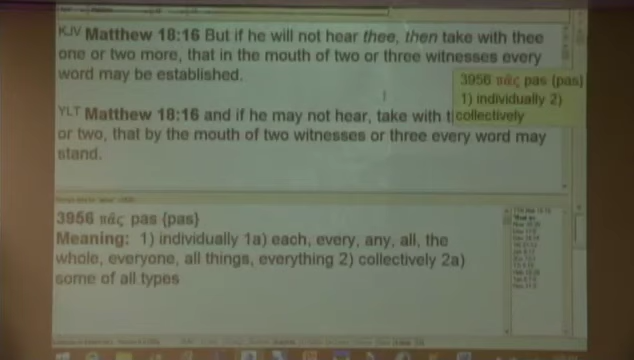 KJV Matthew 18:16 But if he will not hear thee, then take with thee
one or two more, that in the mouth of two or three witnesses every
word may be established.
3956 πᾶς pas {pas}
1) individually 2)
collectively
YLT Matthew 18:16 and if he may not hear, take with t
or two, that by the mouth of two witnesses or three every word may
stand.
3956 πᾶς pas {pas}
Meaning: 1) individually 1a) each, every, any, all, the
whole, everyone, all things, everything 2) collectively 2a)
some of all types